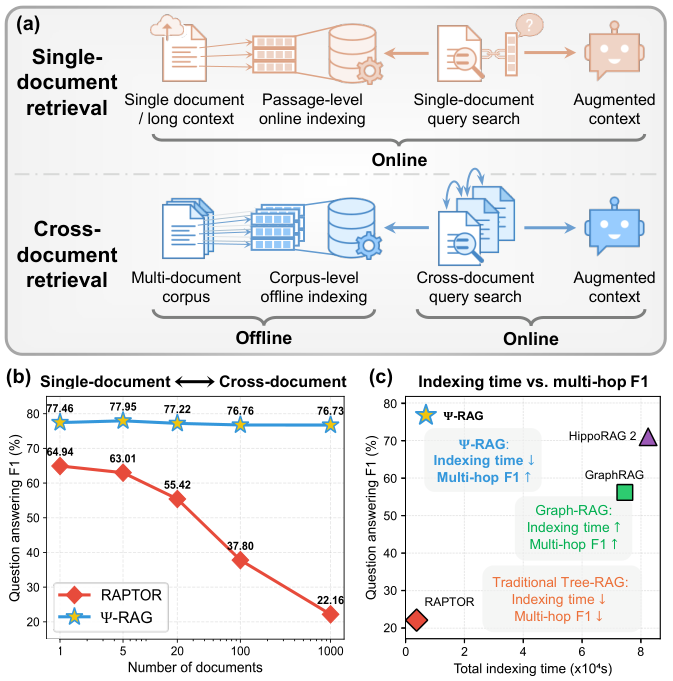 (a)
Single-
document
retrieval
?
Single document
/ long context
Passage-level
online indexing
Single-document
query search
Augmented
context
Online
Cross-
document
retrieval
Multi-document
corpus
Corpus-level
offline indexing
Cross-document
query search
Augmented
context
Offline
Online
(b)
Single-document ⟷ Cross-document
Question answering F1 (%)
80
70
60
50
40
30
20
77.46
77.95
77.22
76.76
76.73
64.94
63.01
55.42
37.80
22.16
RAPTOR
Ψ-RAG
1
5
20
100
1000
Number of documents
(c)
Indexing time vs. multi-hop F1
Question answering F1 (%)
80
70
60
50
40
30
20
Ψ-RAG
HippoRAG 2
Ψ-RAG:
Indexing time ↓
Multi-hop F1 ↑
GraphRAG
Graph-RAG:
Indexing time ↑
Multi-hop F1 ↑
Traditional Tree-RAG:
Indexing time ↓
Multi-hop F1 ↓
RAPTOR
0
2
4
6
8
Total indexing time (x10⁴s)